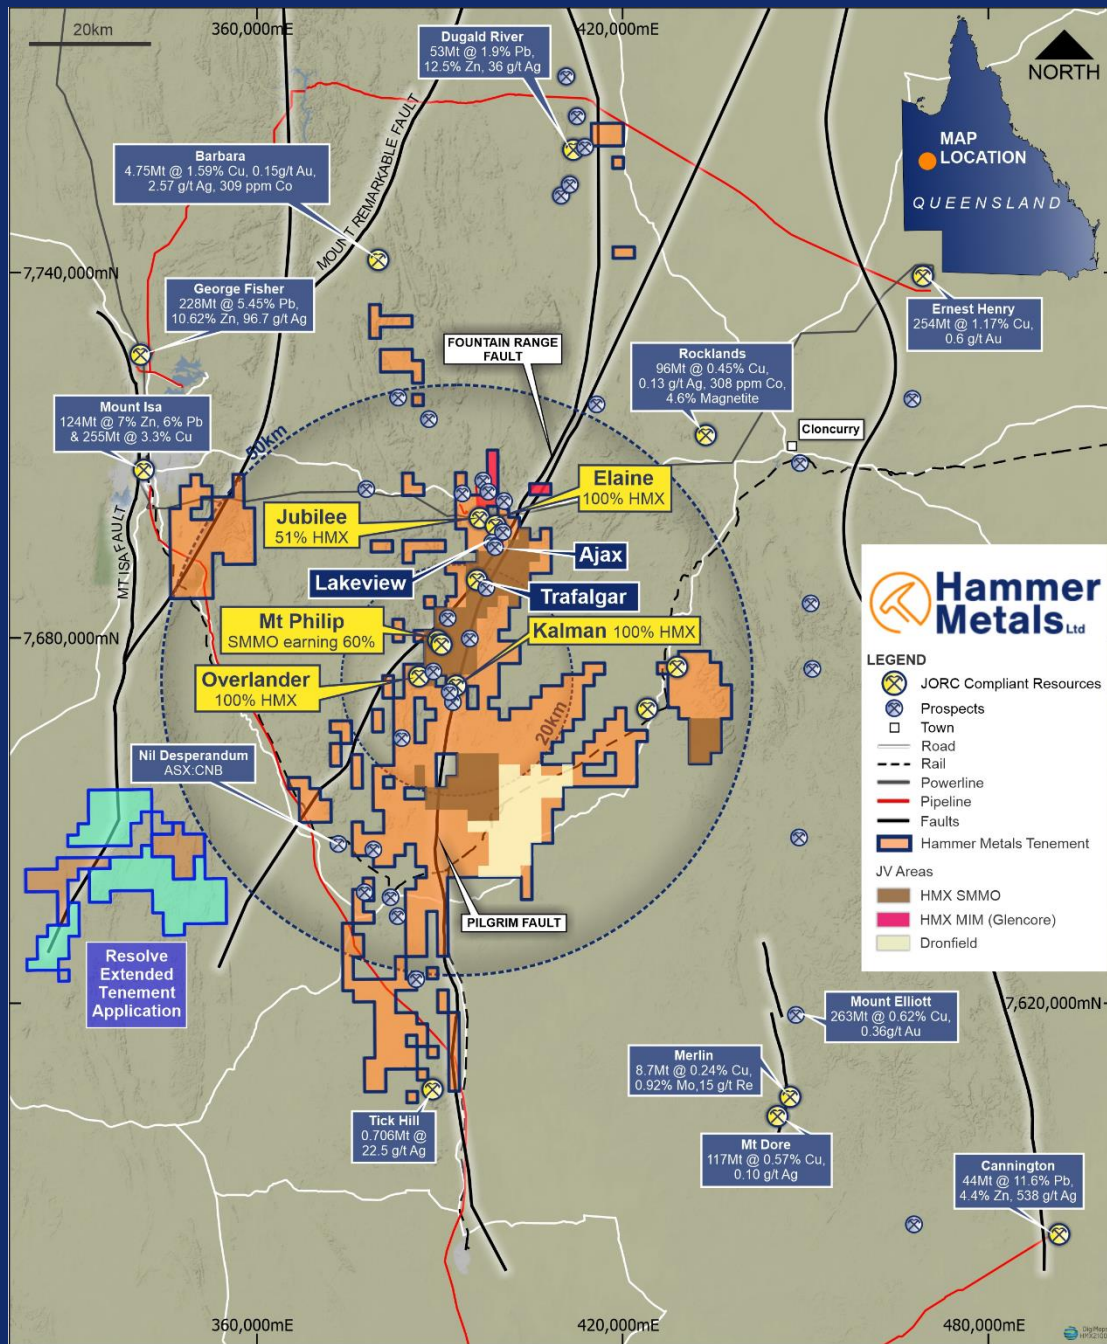 20km
360,000mE
420,000mE
NORTH
Dugald River
53Mt @ 1.9% Pb,
12.5% Zn, 36 g/t Ag
MAP
LOCATION
QUEENSLAND
Barbara
4.75Mt @ 1.59% Cu, 0.15g/t Au,
2.57 g/t Ag, 309 ppm Co
MOUNT REMARKABLE FAULT
7,740,000mN
George Fisher
228Mt @ 5.45% Pb,
10.62% Zn, 96.7 g/t Ag
Ernest Henry
254Mt @ 1.17% Cu,
0.6 g/t Au
FOUNTAIN RANGE
FAULT
Rocklands
96Mt @ 0.45% Cu,
0.13 g/t Ag, 308 ppm Co,
4.6% Magnetite
Mount Isa
124Mt @ 7% Zn, 6% Pb
& 255Mt @ 3.3% Cu
50km
Cloncurry
Elaine
100% HMX
Jubilee
51% HMX
MT ISA FAULT
Lakeview
Ajax
Trafalgar
Mt Philip
SMMO earning 60%
Kalman 100% HMX
7,680,000mN
Overlander
100% HMX
20km
Nil Desperandum
ASX:CNB
PILGRIM FAULT
Resolve
Extended
Tenement
Application
Hammer
Metals Ltd
LEGEND
JORC Compliant Resources
Prospects
Town
Road
Rail
Powerline
Pipeline
Faults
Hammer Metals Tenement
JV Areas
HMX SMMO
HMX MIM (Glencore)
Dronfield
7,620,000mN
Mount Elliott
263Mt @ 0.62% Cu,
0.36g/t Au
Merlin
8.7Mt @ 0.24% Cu,
0.92% Mo,15 g/t Re
Tick Hill
0.706Mt @
22.5 g/t Ag
Mt Dore
117Mt @ 0.57% Cu,
0.10 g/t Ag
Cannington
44Mt @ 11.6% Pb,
4.4% Zn, 538 g/t Ag
360,000mE
420,000mE
480,000mE